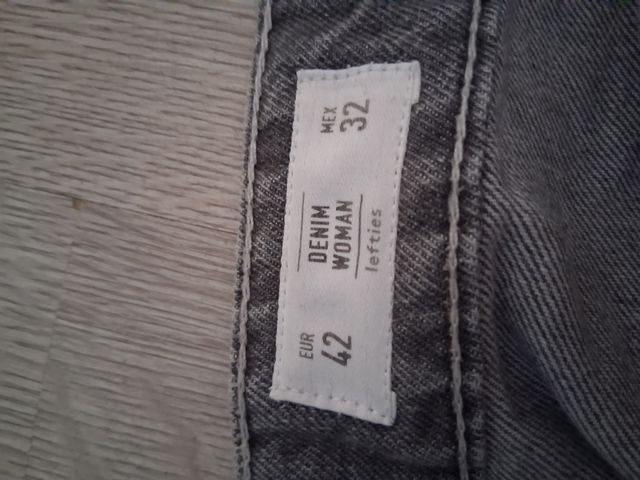 EUR
42
DENIM
WOMAN
lefties
MEX
32